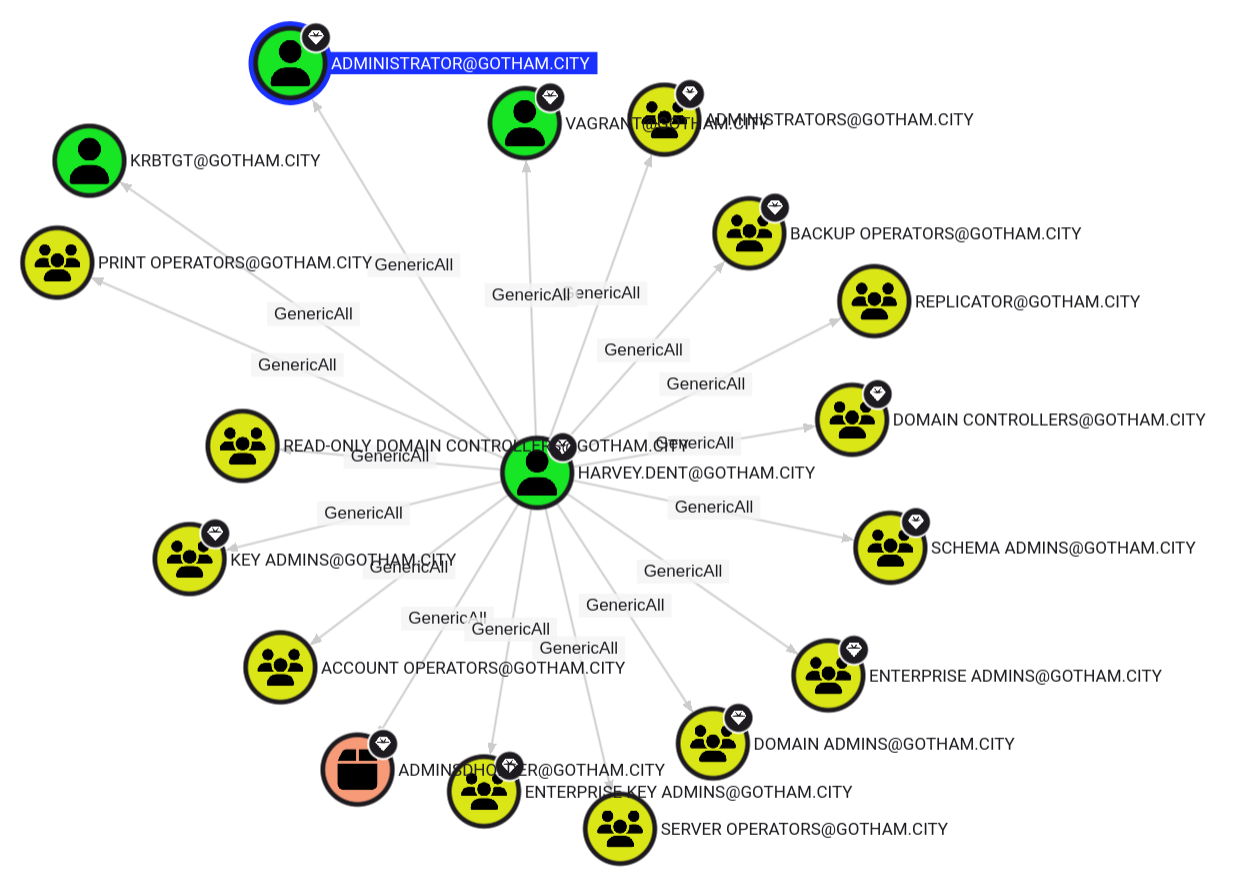 ADMINISTRATOR@GOTHAM.CITY
VAGRANT@GOTHAM.CITY
ADMINISTRATORS@GOTHAM.CITY
KRBTGT@GOTHAM.CITY
BACKUP OPERATORS@GOTHAM.CITY
PRINT OPERATORS@GOTHAM.CITY
GenericAll
GenericAll
GenericAll
REPLICATOR@GOTHAM.CITY
GenericAll
GenericAll
GenericAll
GenericAll
DOMAIN CONTROLLERS@GOTHAM.CITY
READ-ONLY DOMAIN CONTROLLERS@GOTHAM.CITY
GenericAll
GenericAll
HARVEY.DENT@GOTHAM.CITY
GenericAll
GenericAll
SCHEMA ADMINS@GOTHAM.CITY
KEY ADMINS@GOTHAM.CITY
GenericAll
GenericAll
GenericAll
GenericAll
GenericAll
GenericAll
ACCOUNT OPERATORS@GOTHAM.CITY
ENTERPRISE ADMINS@GOTHAM.CITY
DOMAIN ADMINS@GOTHAM.CITY
ADMINSDHOLDER@GOTHAM.CITY
ENTERPRISE KEY ADMINS@GOTHAM.CITY
SERVER OPERATORS@GOTHAM.CITY